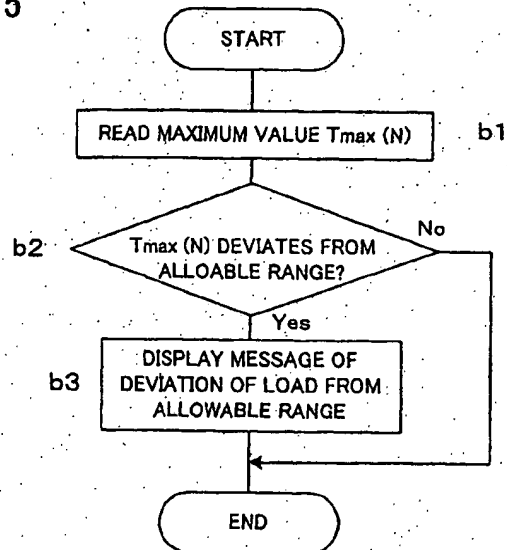 5
START
READ MAXIMUM VALUE Tmax (N)
b1
No
b2
Tmax (N) DEVIATES FROM
ALLOABLE RANGE?
Yes
b3
DISPLAY MESSAGE OF
DEVIATION OF LOAD FROM
ALLOWABLE RANGE
END